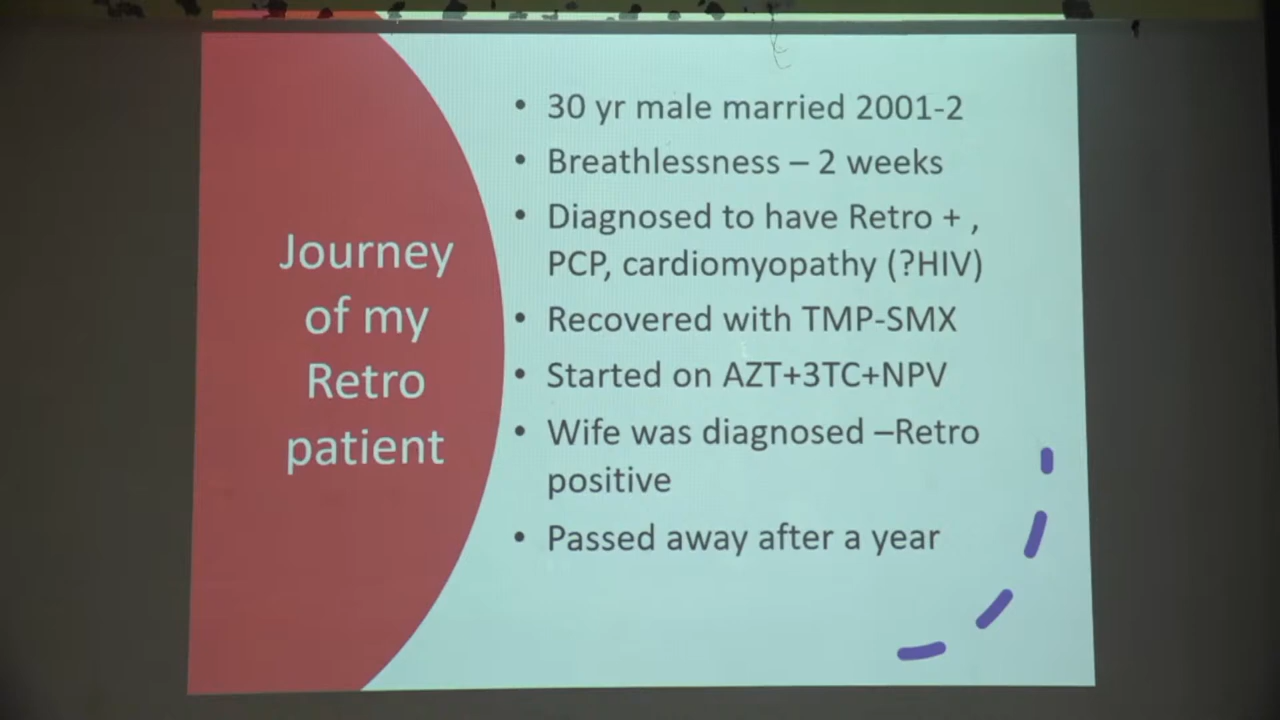 Journey
of my
Retro
patient
• 30 yr male married 2001-2
• Breathlessness – 2 weeks
• Diagnosed to have Retro + ,
PCP, cardiomyopathy (?HIV)
• Recovered with TMP-SMX
• Started on AZT+3TC+NPV
• Wife was diagnosed –Retro
positive
• Passed away after a year